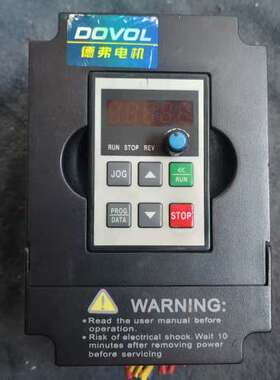 DOVOL
德弗电机
RUN STOP REV
JOG
<<
RUN
PROG
DATA
STOP
WARNING:
• Read the user manual before
operation.
• Risk of electrical shock.Wait 10
minutes after removing power
before servicing